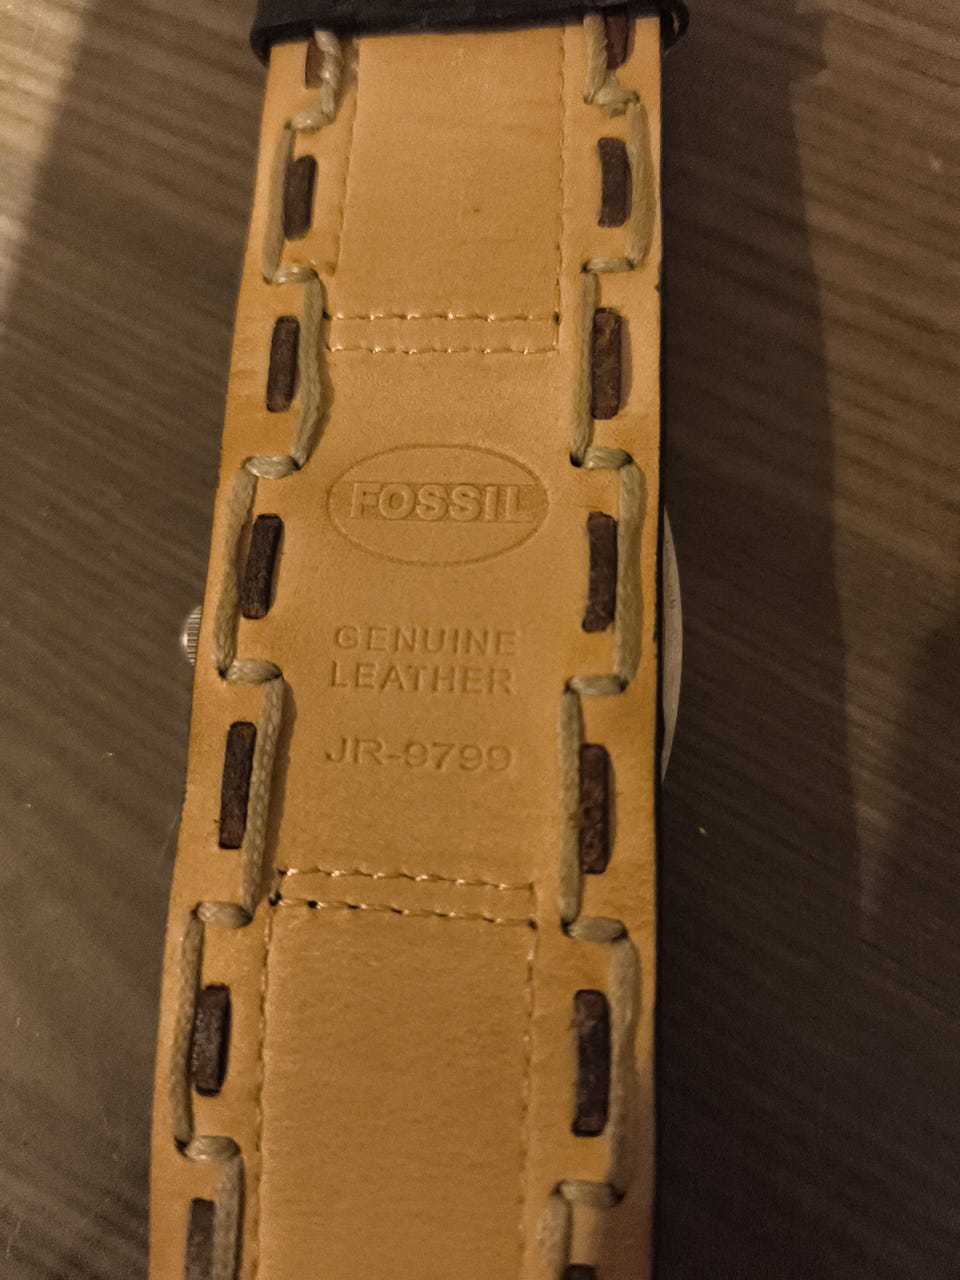 FOSSIL
GENUINE
LEATHER
JR-9799